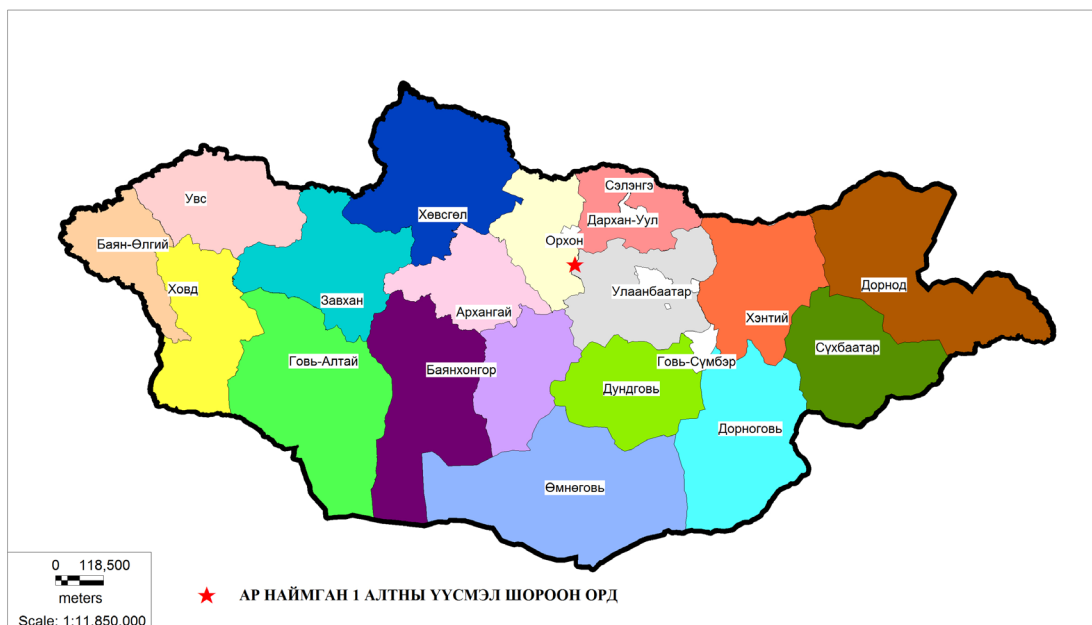 Увс
Баян-Өлгий
Ховд
Завхан
Говь-Алтай
Хөвсгөл
Архангай
Баянхонгор
Орхон
Сэлэнгэ
Дархан-Уул
Улаанбаатар
Говь-Сүмбэр
Дундговь
Өмнөговь
Дорноговь
Хэнтий
Сүхбаатар
Дорнод
0 118,500
meters
Scale: 1:11,850,000
АР НАЙМГАН 1 АЛТНЫ ҮҮСМЭЛ ШОРООН ОРД